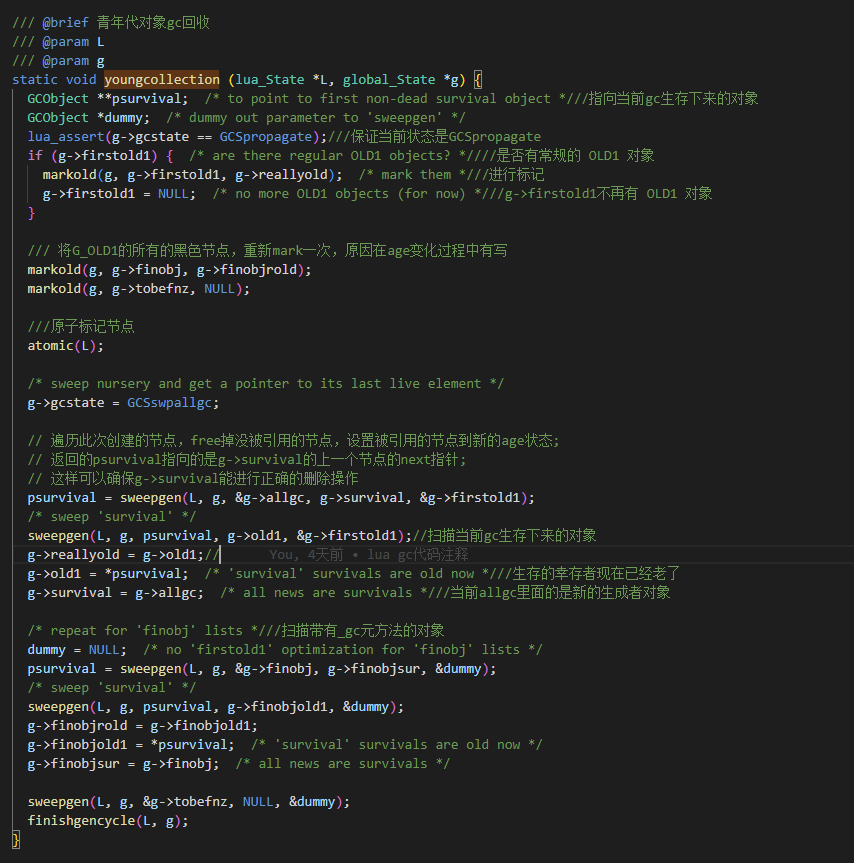 /// @brief 青年代对象gc回收
/// @param L
/// @param g
static void youngcollection (lua_State *L, global_State *g) {
GCObject **psurvival;  /* to point to first non-dead survival object *///指向当前gc生存下来的对象
GCObject *dummy;  /* dummy out parameter to 'sweepgen' */
lua_assert(g->gcstate == GCSpropagate);///保证当前状态是GCSpropagate
if (g->firstold1) {  /* are there regular OLD1 objects? *////是否有常规的 OLD1 对象
markold(g, g->firstold1, g->reallyold);  /* mark them *///进行标记
g->firstold1 = NULL;  /* no more OLD1 objects (for now) *///g->firstold1不再有 OLD1 对象
}
/// 将G_OLD1的所有的黑色节点，重新mark一次，原因在age变化过程中有写
markold(g, g->finobj, g->finobjrold);
markold(g, g->tobefnz, NULL);
///原子标记节点
atomic(L);
/* sweep nursery and get a pointer to its last live element */
g->gcstate = GCSswpallgc;
// 遍历此次创建的节点，free掉没被引用的节点，设置被引用的节点到新的age状态;
// 返回的psurvival指向的是g->survival的上一个节点的next指针;
// 这样可以确保g->survival能进行正确的删除操作
psurvival = sweepgen(L, g, &g->allgc, g->survival, &g->firstold1);
/* sweep 'survival' */
sweepgen(L, g, psurvival, g->old1, &g->firstold1);//扫描当前gc生存下来的对象
g->reallyold = g->old1;// You, 4天前 • lua gc代码注释
g->old1 = *psurvival;  /* 'survival' survivals are old now *///生存的幸存者现在已经老了
g->survival = g->allgc;  /* all news are survivals *///当前allgc里面的是新的生成者对象
/* repeat for 'finobj' lists *///扫描带有_gc元方法的对象
dummy = NULL;  /* no 'firstold1' optimization for 'finobj' lists */
psurvival = sweepgen(L, g, &g->finobj, g->finobjsur, &dummy);
/* sweep 'survival' */
sweepgen(L, g, psurvival, g->finobjold1, &dummy);
g->finobjrold = g->finobjold1;
g->finobjold1 = *psurvival;  /* 'survival' survivals are old now */
g->finobjsur = g->finobj;  /* all news are survivals */
sweepgen(L, g, &g->tobefnz, NULL, &dummy);
finishgencycle(L, g);
}